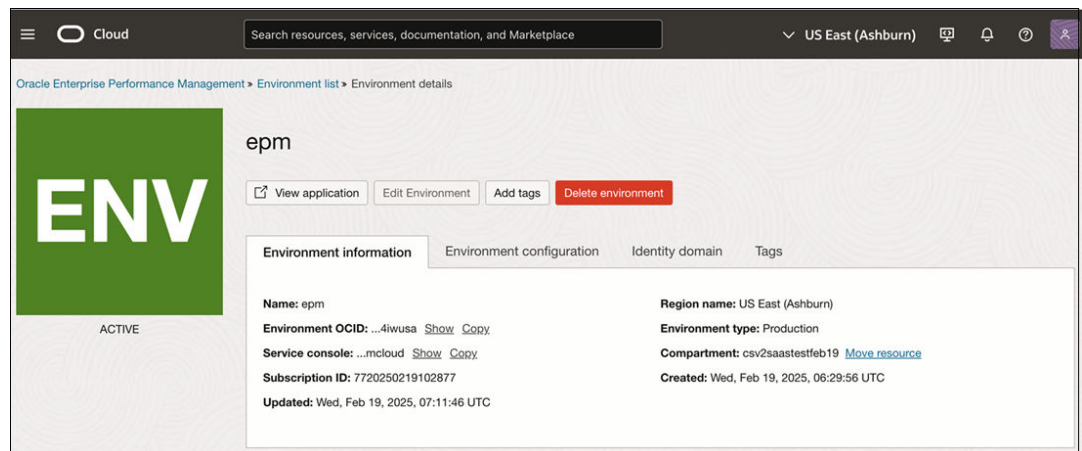 Cloud
Search resources, services, documentation, and Marketplace
US East (Ashburn)
Oracle Enterprise Performance Management » Environment list » Environment details
ENV
ACTIVE
epm
View application
Edit Environment
Add tags
Delete environment
Environment information
Environment configuration
Identity domain
Tags
Name: epm
Environment OCID: ...4iwusa Show Copy
Service console: ...mcloud Show Copy
Subscription ID: 7720250219102877
Updated: Wed, Feb 19, 2025, 07:11:46 UTC
Region name: US East (Ashburn)
Environment type: Production
Compartment: csv2saastestfeb19 Move resource
Created: Wed, Feb 19, 2025, 06:29:56 UTC